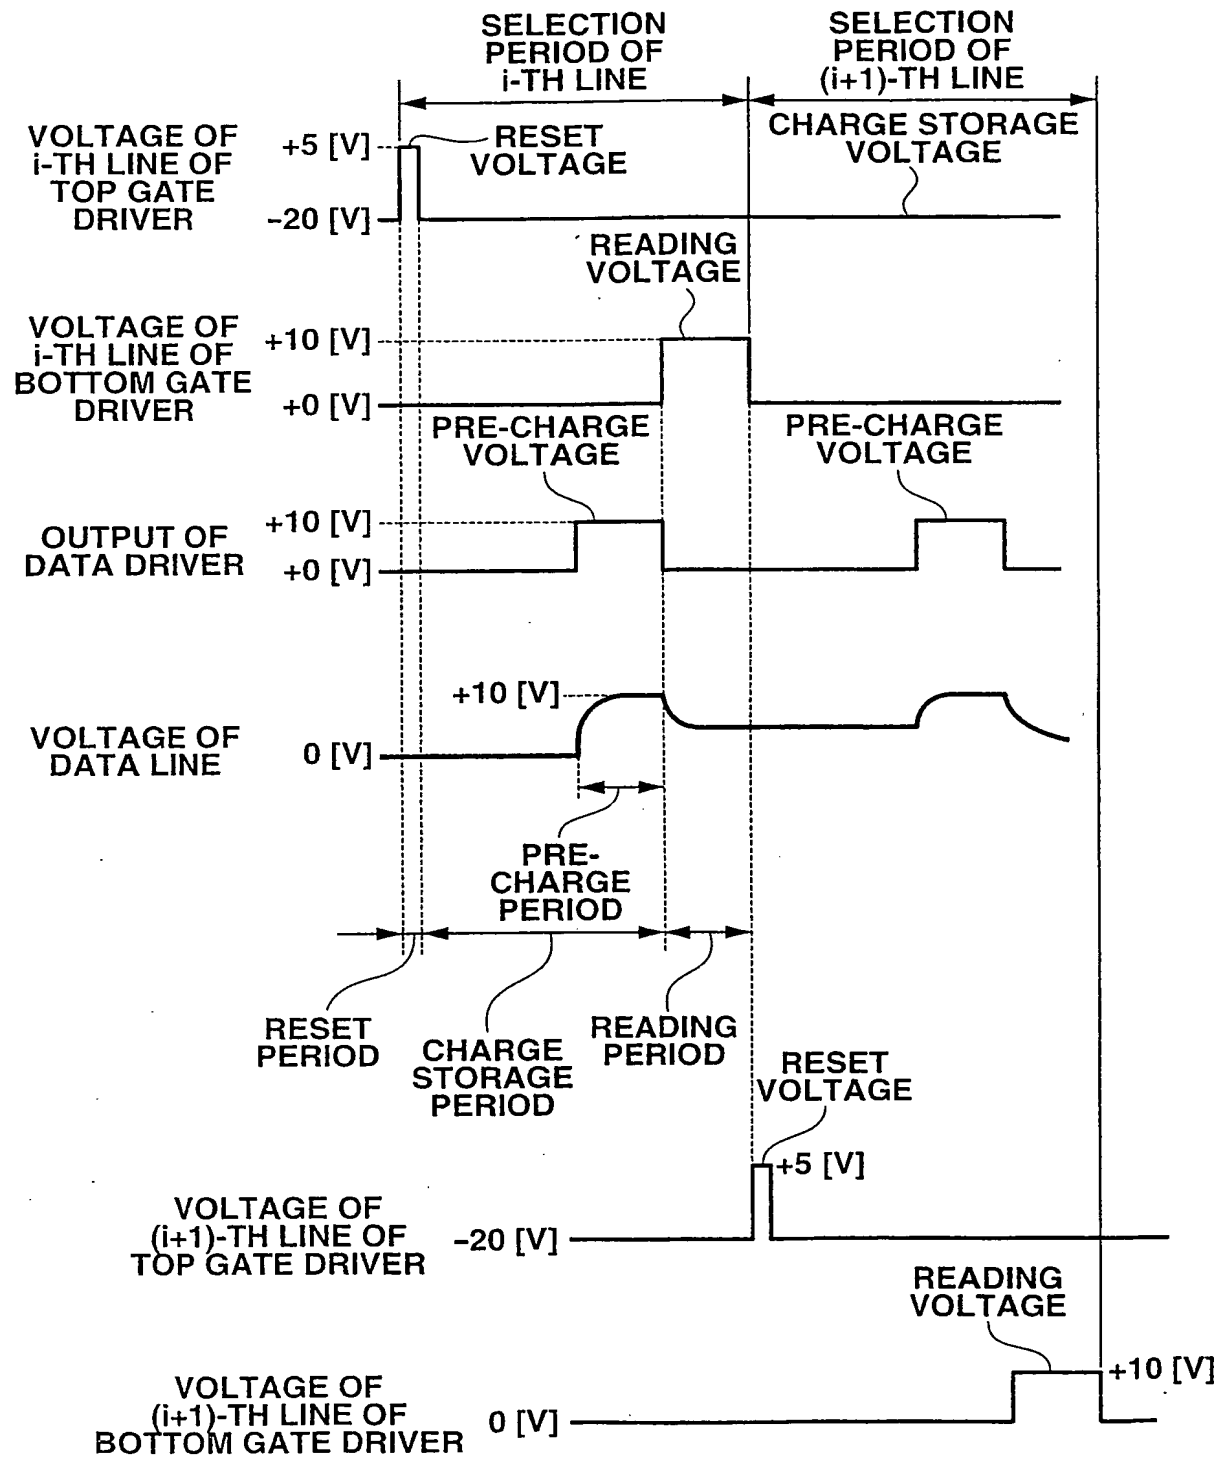 SELECTION
PERIOD OF
i-TH LINE
SELECTION
PERIOD OF
(i+1)-TH LINE
VOLTAGE OF
i-TH LINE OF
TOP GATE
DRIVER
+5 [V]
-20 [V]
RESET
VOLTAGE
CHARGE STORAGE
VOLTAGE
READING
VOLTAGE
VOLTAGE OF
i-TH LINE OF
BOTTOM GATE
DRIVER
+10 [V]
+0 [V]
PRE-CHARGE
VOLTAGE
PRE-CHARGE
VOLTAGE
OUTPUT OF
DATA DRIVER
+10 [V]
+0 [V]
VOLTAGE OF
DATA LINE
+10 [V]
0 [V]
PRE-
CHARGE
PERIOD
RESET
PERIOD
CHARGE
STORAGE
PERIOD
READING
PERIOD
RESET
VOLTAGE
+5 [V]
VOLTAGE OF
(i+1)-TH LINE OF
TOP GATE DRIVER
-20 [V]
READING
VOLTAGE
+10 [V]
VOLTAGE OF
(i+1)-TH LINE OF
BOTTOM GATE DRIVER
0 [V]